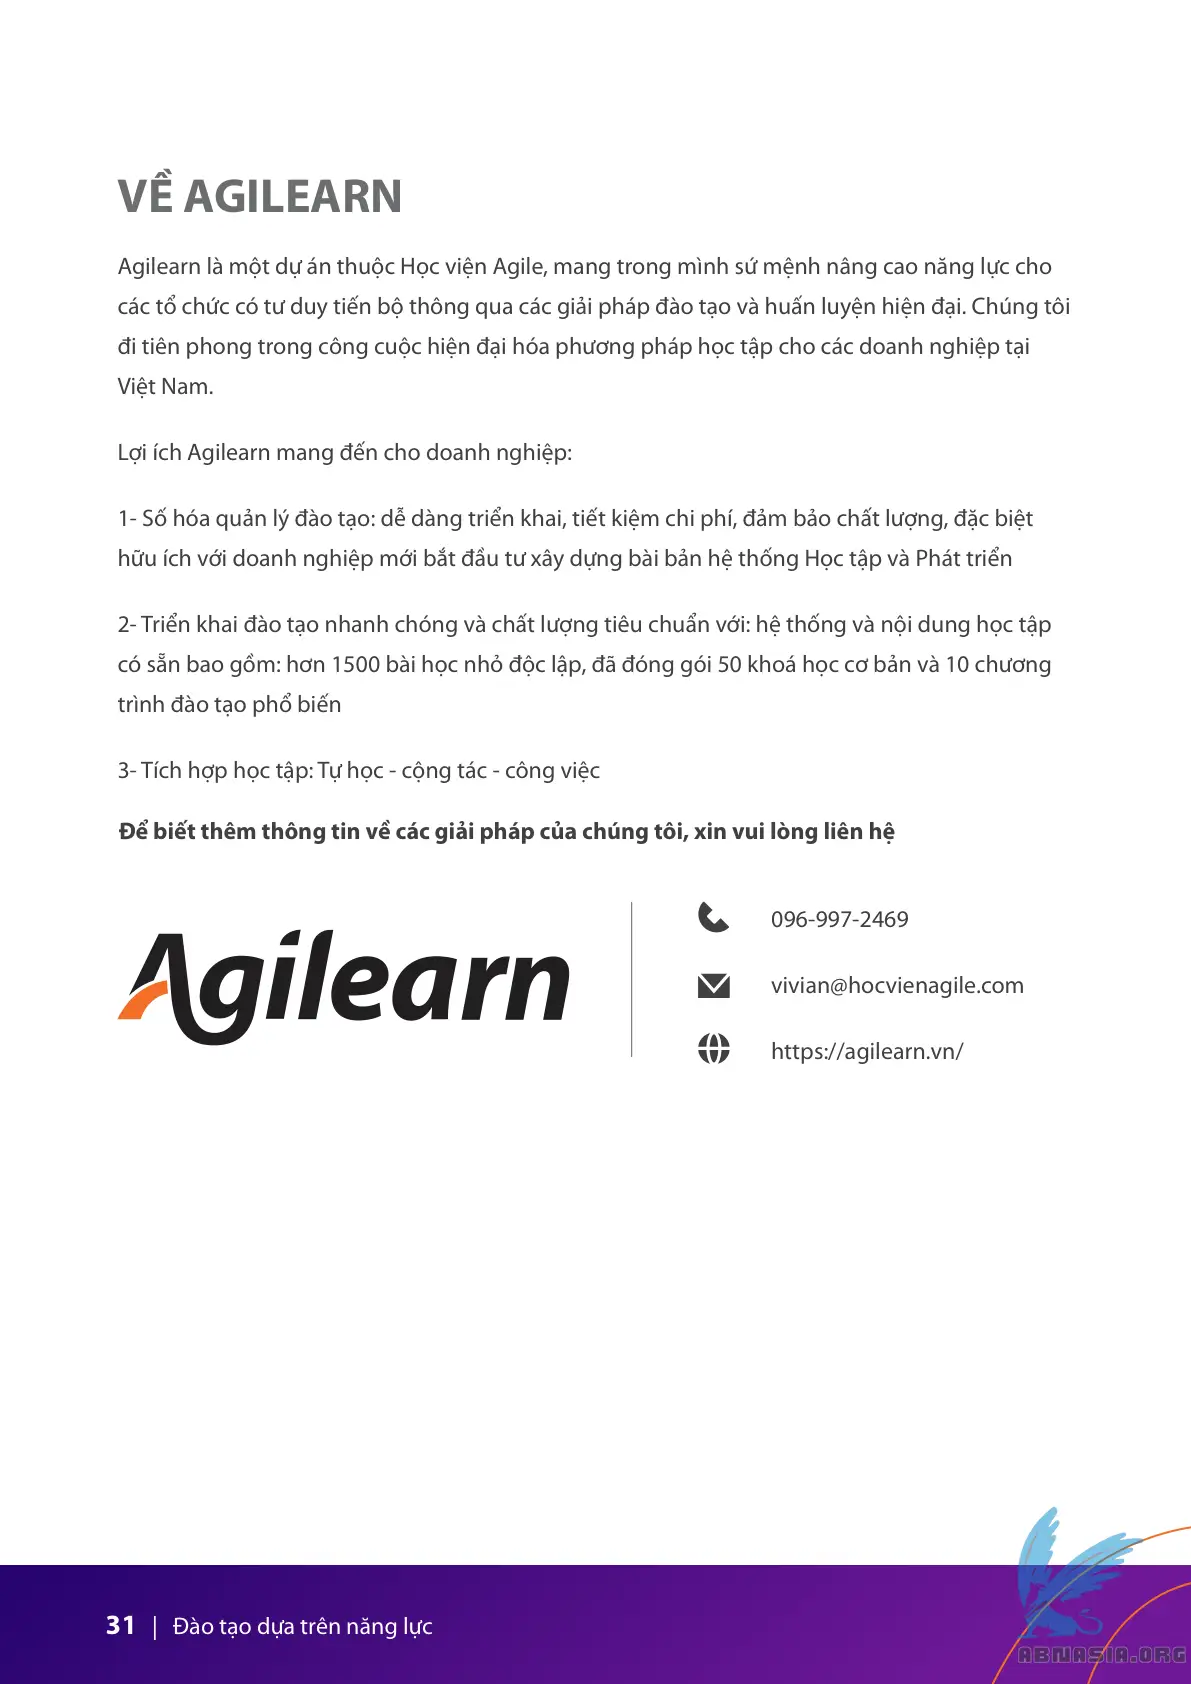 VỀ AGILEARN
Agilearn là một dự án thuộc Học viện Agile, mang trong mình sứ mệnh nâng cao năng lực cho
các tổ chức có tư duy tiến bộ thông qua các giải pháp đào tạo và huấn luyện hiện đại. Chúng tôi
đi tiên phong trong công cuộc hiện đại hóa phương pháp học tập cho các doanh nghiệp tại
Việt Nam.
Lợi ích Agilearn mang đến cho doanh nghiệp:
1- Số hóa quản lý đào tạo: dễ dàng triển khai, tiết kiệm chi phí, đảm bảo chất lượng, đặc biệt
hữu ích với doanh nghiệp mới bắt đầu tư xây dựng bài bản hệ thống Học tập và Phát triển
2- Triển khai đào tạo nhanh chóng và chất lượng tiêu chuẩn với: hệ thống và nội dung học tập
có sẵn bao gồm: hơn 1500 bài học nhỏ độc lập, đã đóng gói 50 khoá học cơ bản và 10 chương
trình đào tạo phổ biến
3- Tích hợp học tập: Tự học - cộng tác - công việc
Để biết thêm thông tin về các giải pháp của chúng tôi, xin vui lòng liên hệ
Agilearn
096-997-2469
vivian@hocvienagile.com
https://agilearn.vn/
31 | Đào tạo dựa trên năng lực
ABNASIA.ORG